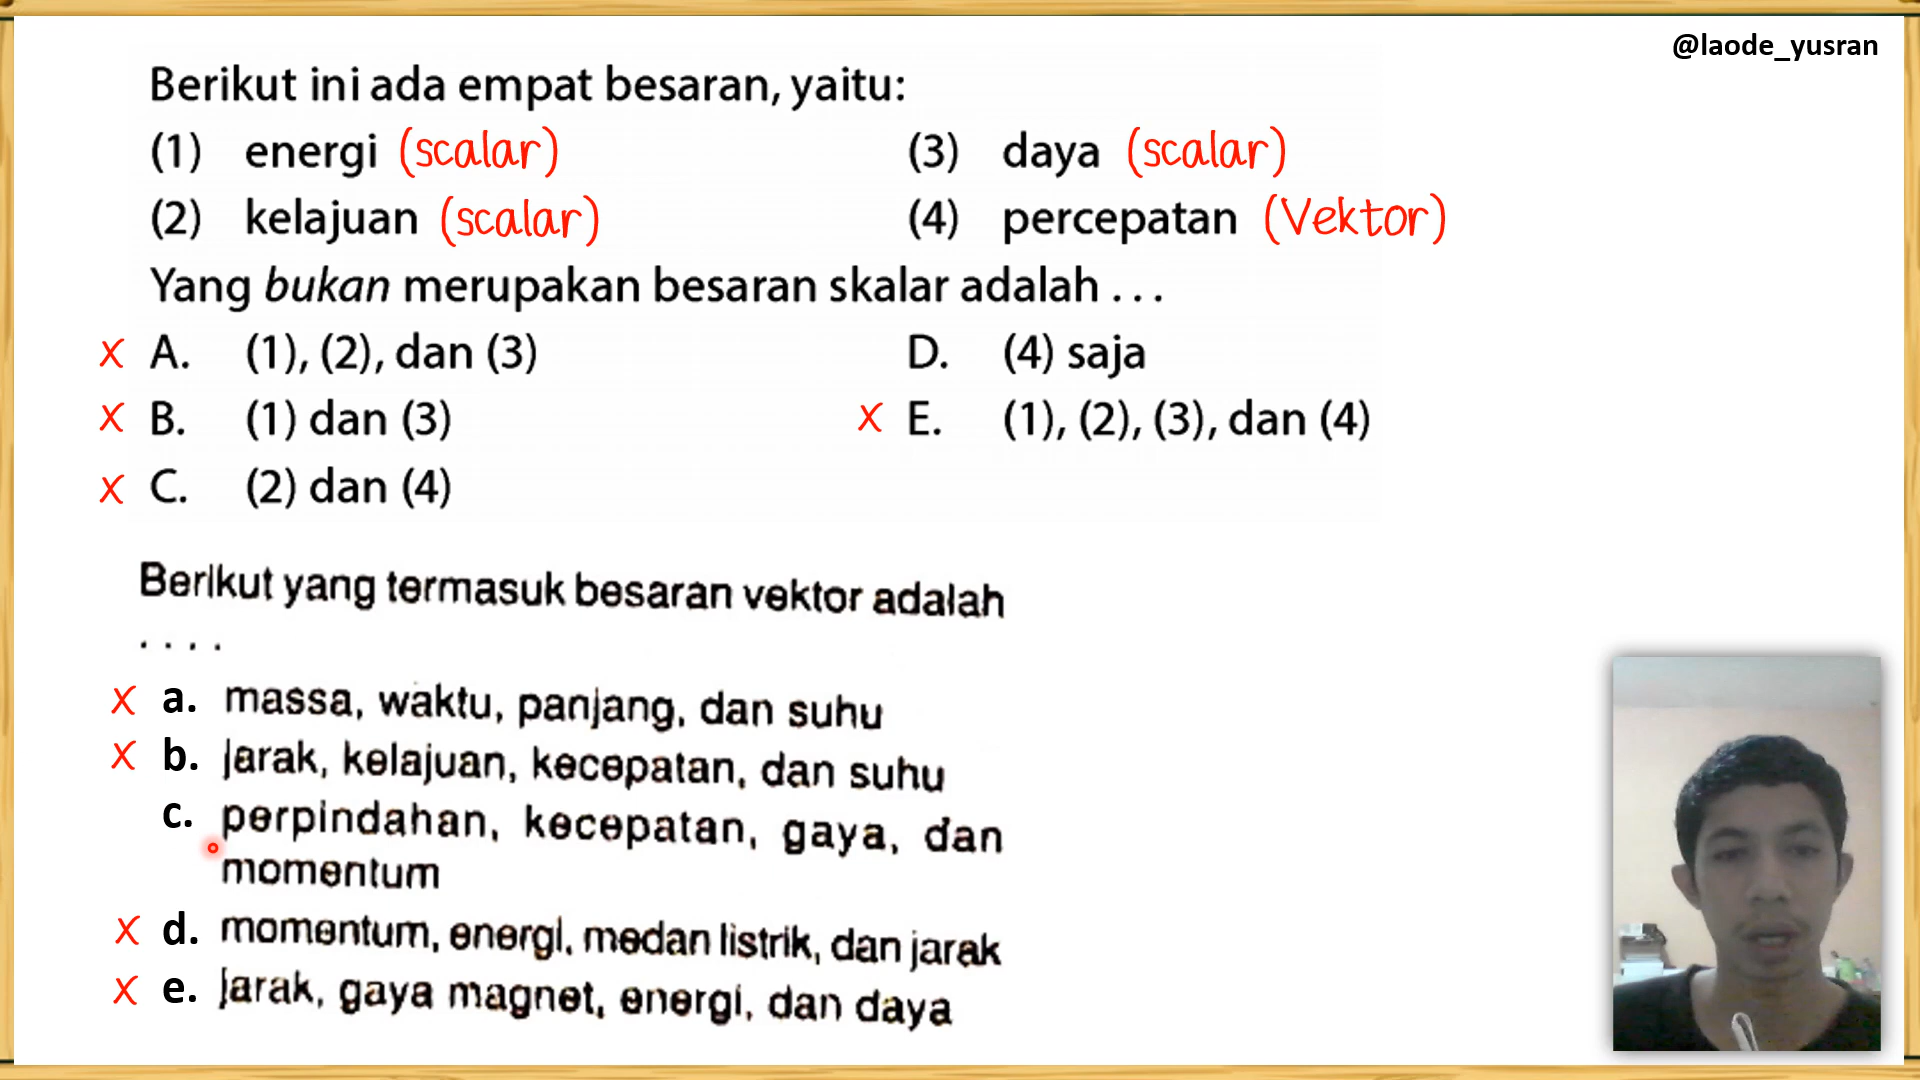 @laode_yusran
Berikut ini ada empat besaran, yaitu:
(1) energi (scalar) (3) daya (scalar)
(2) kelajuan (scalar) (4) percepatan (Vektor)
Yang bukan merupakan besaran skalar adalah . . .
x A. (1), (2), dan (3) D. (4) saja
x B. (1) dan (3) x E. (1), (2), (3), dan (4)
x C. (2) dan (4)
Berikut yang termasuk besaran vektor adalah
. . . .
x a. massa, waktu, panjang, dan suhu
x b. jarak, kelajuan, kecepatan, dan suhu
c. perpindahan, kecepatan, gaya, dan
momentum
x d. momentum, energi, medan listrik, dan jarak
x e. jarak, gaya magnet, energi, dan daya